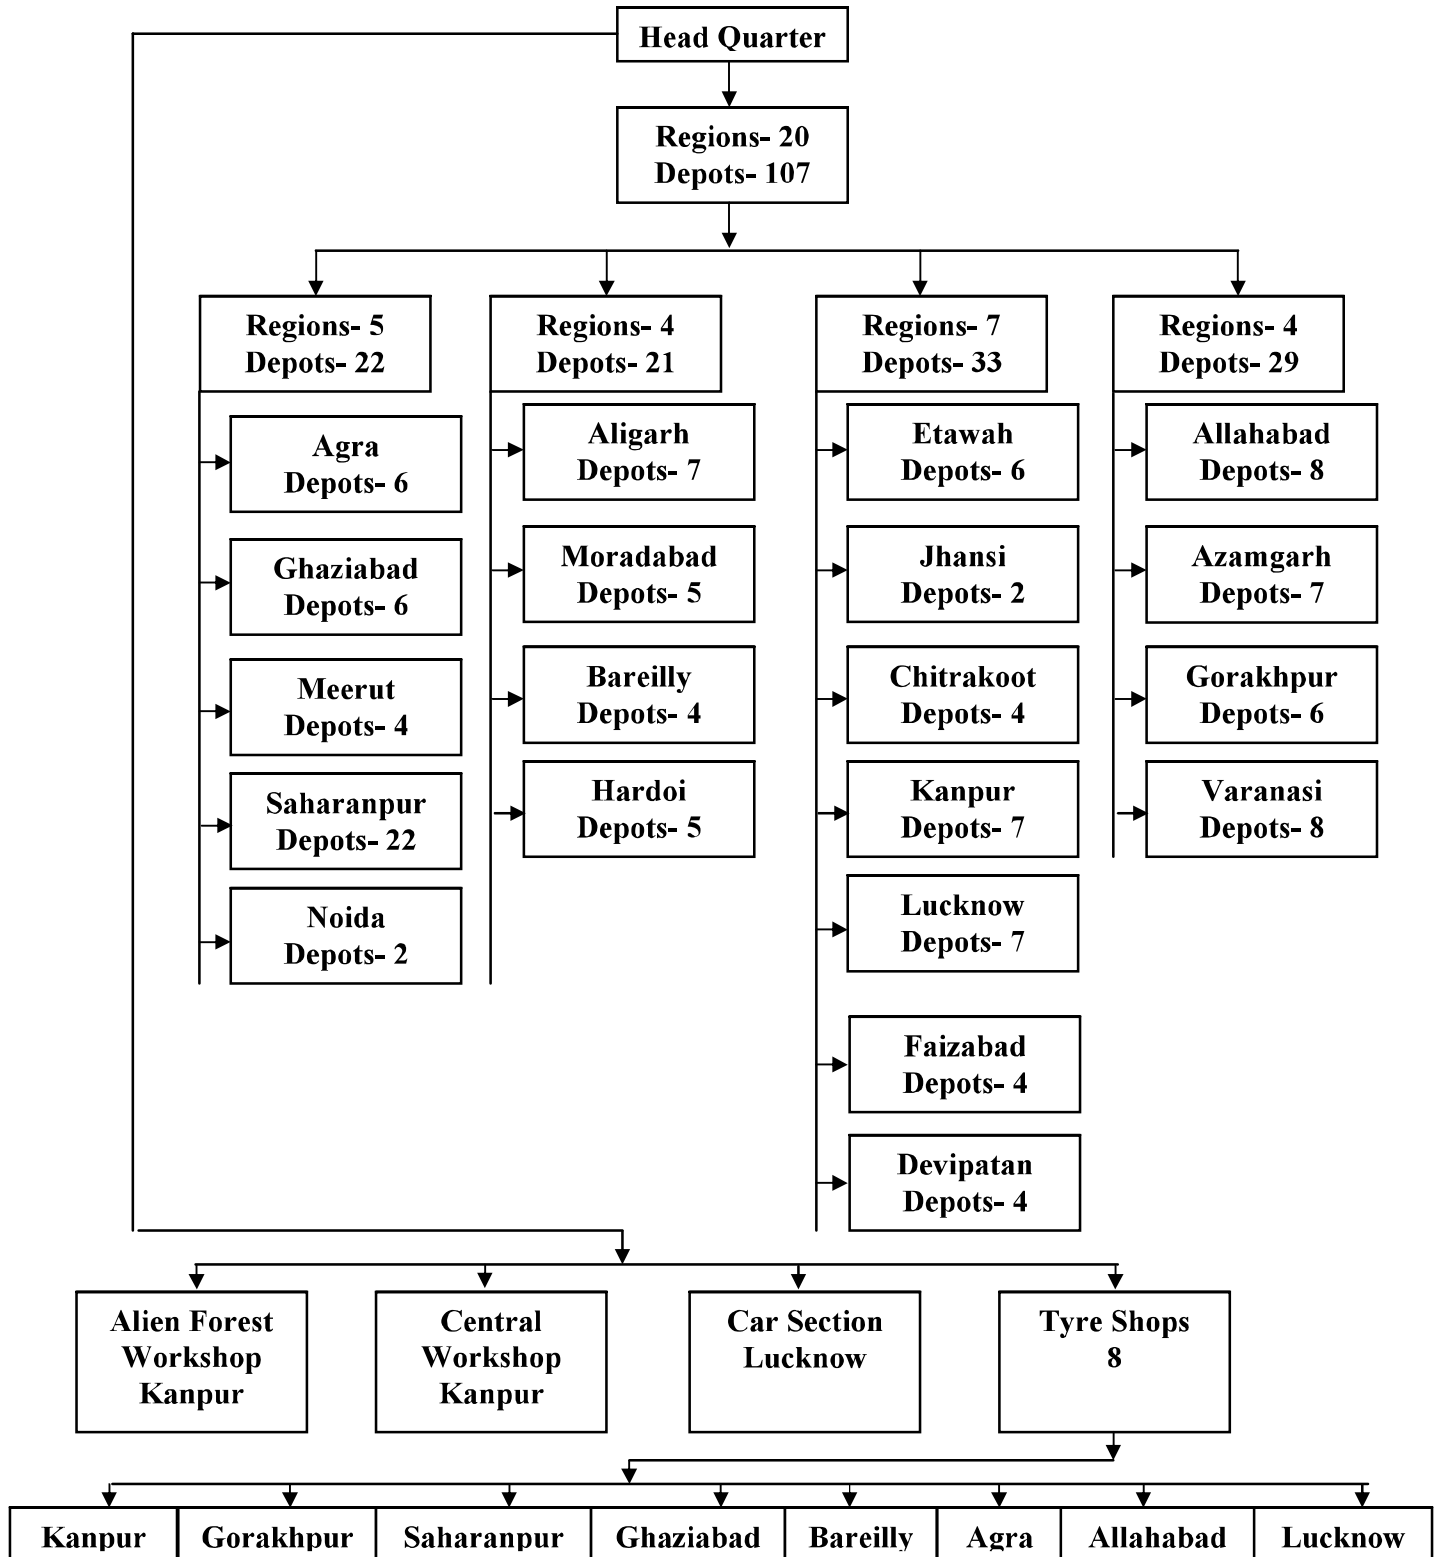 Head Quarter
Regions- 20
Depots- 107
Regions- 5
Depots- 22
Regions- 4
Depots- 21
Regions- 7
Depots- 33
Regions- 4
Depots- 29
Agra
Depots- 6
Ghaziabad
Depots- 6
Meerut
Depots- 4
Saharanpur
Depots- 22
Noida
Depots- 2
Aligarh
Depots- 7
Moradabad
Depots- 5
Bareilly
Depots- 4
Hardoi
Depots- 5
Etawah
Depots- 6
Jhansi
Depots- 2
Chitrakoot
Depots- 4
Kanpur
Depots- 7
Lucknow
Depots- 7
Faizabad
Depots- 4
Devipatan
Depots- 4
Allahabad
Depots- 8
Azamgarh
Depots- 7
Gorakhpur
Depots- 6
Varanasi
Depots- 8
Alien Forest
Workshop
Kanpur
Central
Workshop
Kanpur
Car Section
Lucknow
Tyre Shops
8
Kanpur
Gorakhpur
Saharanpur
Ghaziabad
Bareilly
Agra
Allahabad
Lucknow